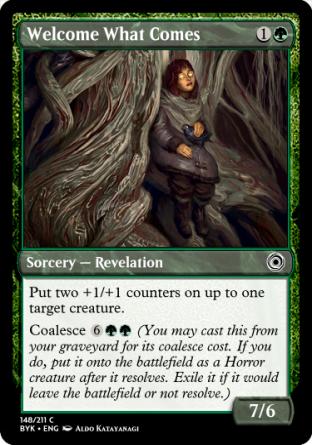 Welcome What Comes 1
Sorcery — Revelation
Put two +1/+1 counters on up to one
target creature.
Coalesce 6 (You may cast this from
your graveyard for its coalesce cost. If you
do, put it onto the battlefield as a Horror
creature after it resolves. Exile it if it would
leave the battlefield or not resolve.)
7/6
148/211 C
BYK • ENG Aldo Katayanagi